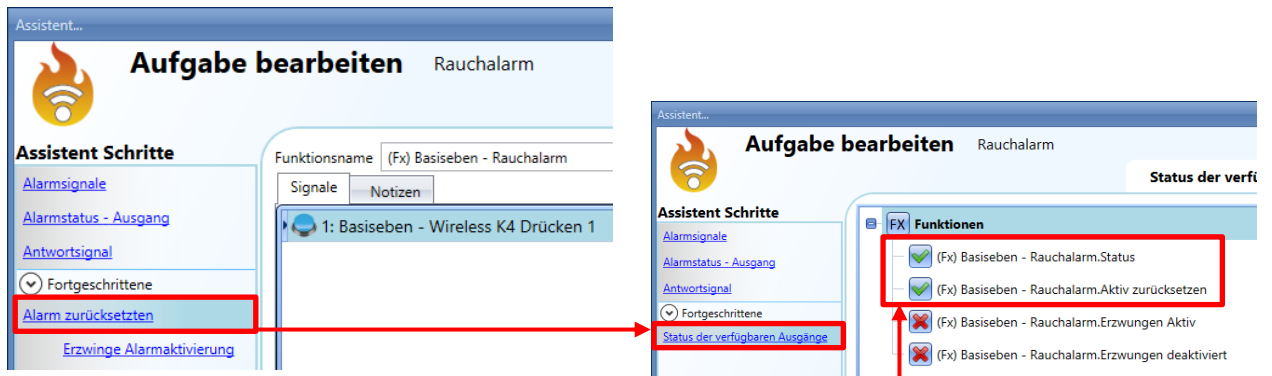 Assistent...
Aufgabe bearbeiten Rauchalarm
Assistent Schritte
Alarmsignale
Alarmstatus - Ausgang
Antwortsignal
Fortgeschrittene
Alarm zurücksetzten
Erzwinge Alarmaktivierung
Funktionsname (Fx) Basiseben - Rauchalarm
Signale Notizen
1: Basiseben - Wireless K4 Drücken 1
Assistent...
Aufgabe bearbeiten Rauchalarm
Status der verfü
Assistent Schritte
Alarmsignale
Alarmstatus - Ausgang
Antwortsignal
Fortgeschrittene
Status der verfügbaren Ausgänge
FX Funktionen
(Fx) Basiseben - Rauchalarm.Status
(Fx) Basiseben - Rauchalarm.Aktiv zurücksetzen
(Fx) Basiseben - Rauchalarm.Erzwungen Aktiv
(Fx) Basiseben - Rauchalarm.Erzwungen deaktiviert